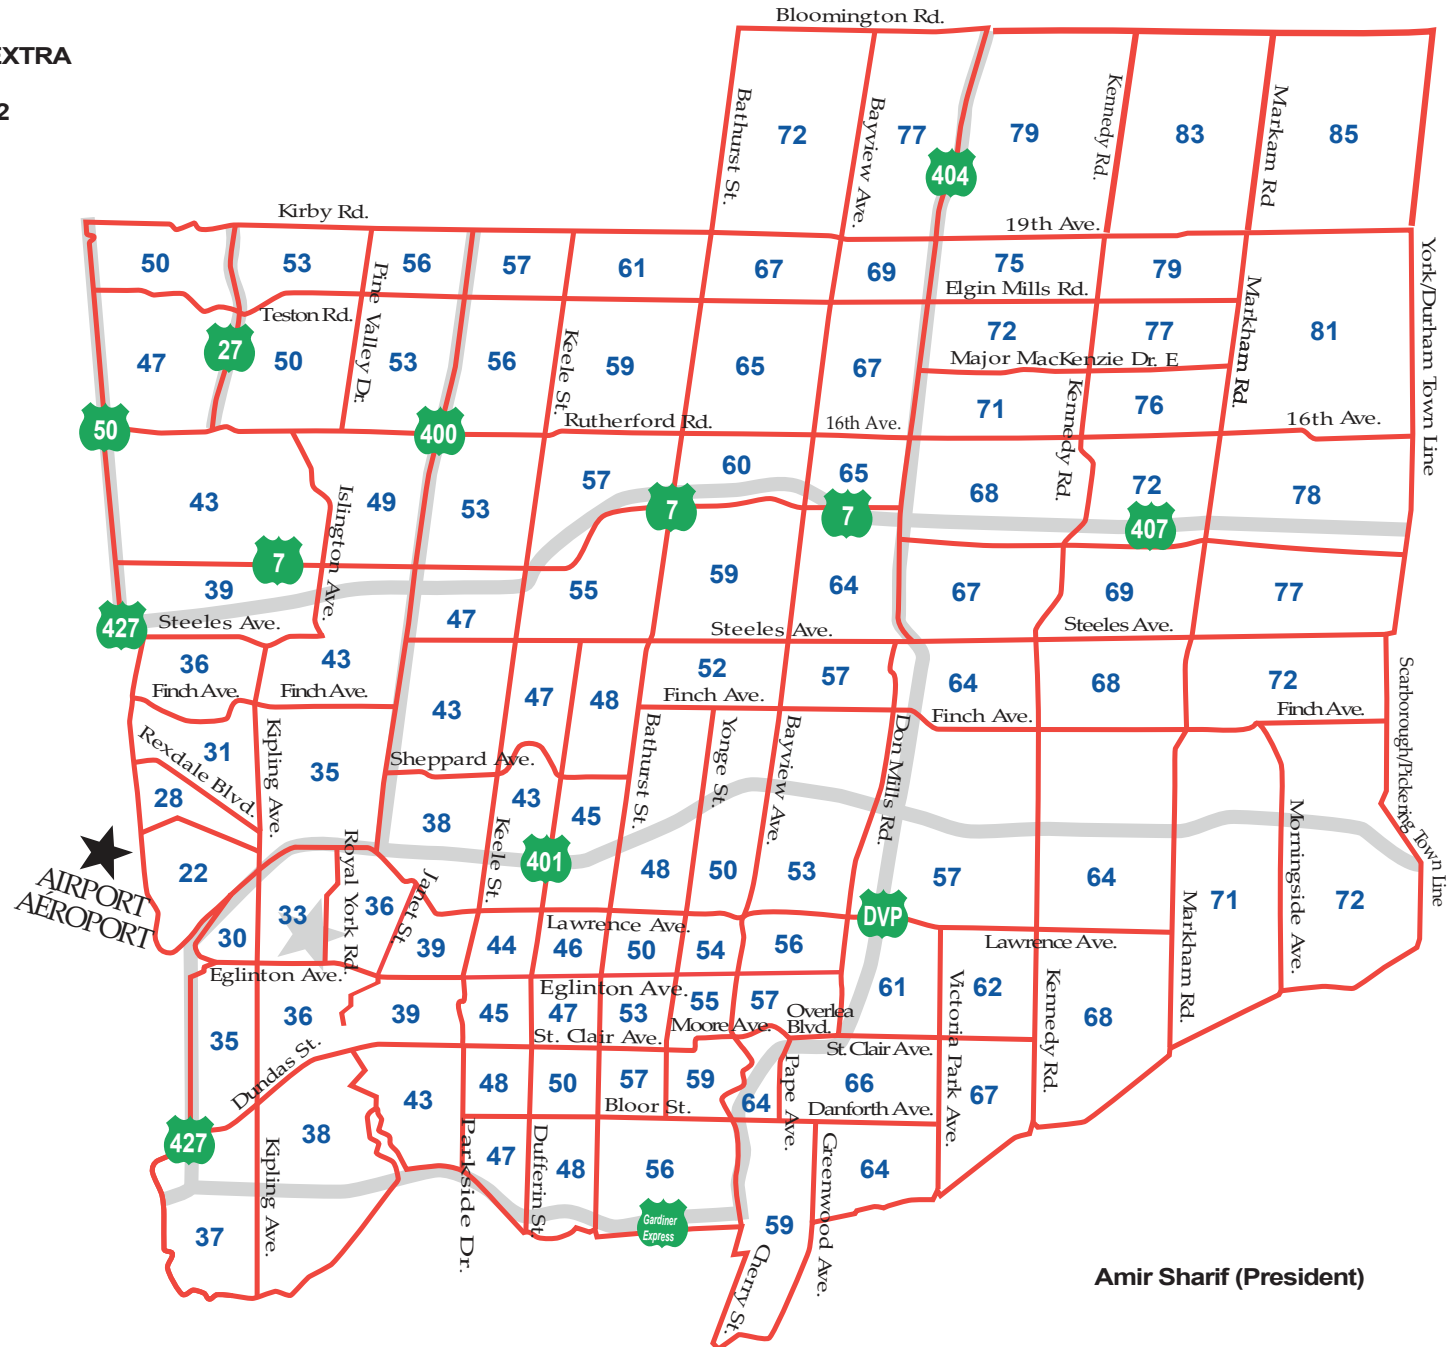 EXTRA
2
Bloomington Rd.
Bathurst St.
72
Bayview Ave.
77
404
79
Kennedy Rd.
83
Markam Rd
85
Kirby Rd.
19th Ave.
York/Durham Town Line
50
53
Pine Valley Dr.
56
57
61
67
69
75
79
Elgin Mills Rd.
Teston Rd.
Markham Rd.
81
27
47
50
53
56
Keele St.
59
65
67
72
77
Major MacKenzie Dr. E
71
Kennedy Rd.
76
50
400
Rutherford Rd.
16th Ave.
16th Ave.
43
Islington Ave.
49
53
57
60
65
68
72
78
7
7
407
7
39
55
59
64
67
69
77
427
Steeles Ave.
47
Steeles Ave.
Steeles Ave.
36
43
Finch Ave.
Finch Ave.
43
47
48
52
Finch Ave.
57
64
Finch Ave.
68
72
Finch Ave.
Scarborough/Pickering Town Line
Rexdale Blvd.
31
Kipling Ave.
35
Sheppard Ave.
Bathurst St.
Yonge St.
Bayview Ave.
Don Mills Rd.
28
38
Keele St.
43
45
Morningside Ave.
AIRPORT
AÉROPORT
22
Royal York Rd.
401
48
50
53
57
64
33
36
Janet St.
DVP
Markham Rd.
71
72
30
39
44
Lawrence Ave.
46
50
54
56
Lawrence Ave.
Eglinton Ave.
Eglinton Ave.
61
Victoria Park Ave.
62
Kennedy Rd.
68
35
36
39
45
47
53
55
57
Overlea
Blvd.
Moore Ave.
St. Clair Ave.
St. Clair Ave.
Dundas St.
43
48
50
57
59
64
Pape Ave.
66
67
Bloor St.
Danforth Ave.
427
Kipling Ave.
38
Parkside Dr.
47
Dufferin St.
48
56
Greenwood Ave.
64
37
Gardiner
Express
59
Cherry St.
Amir Sharif (President)